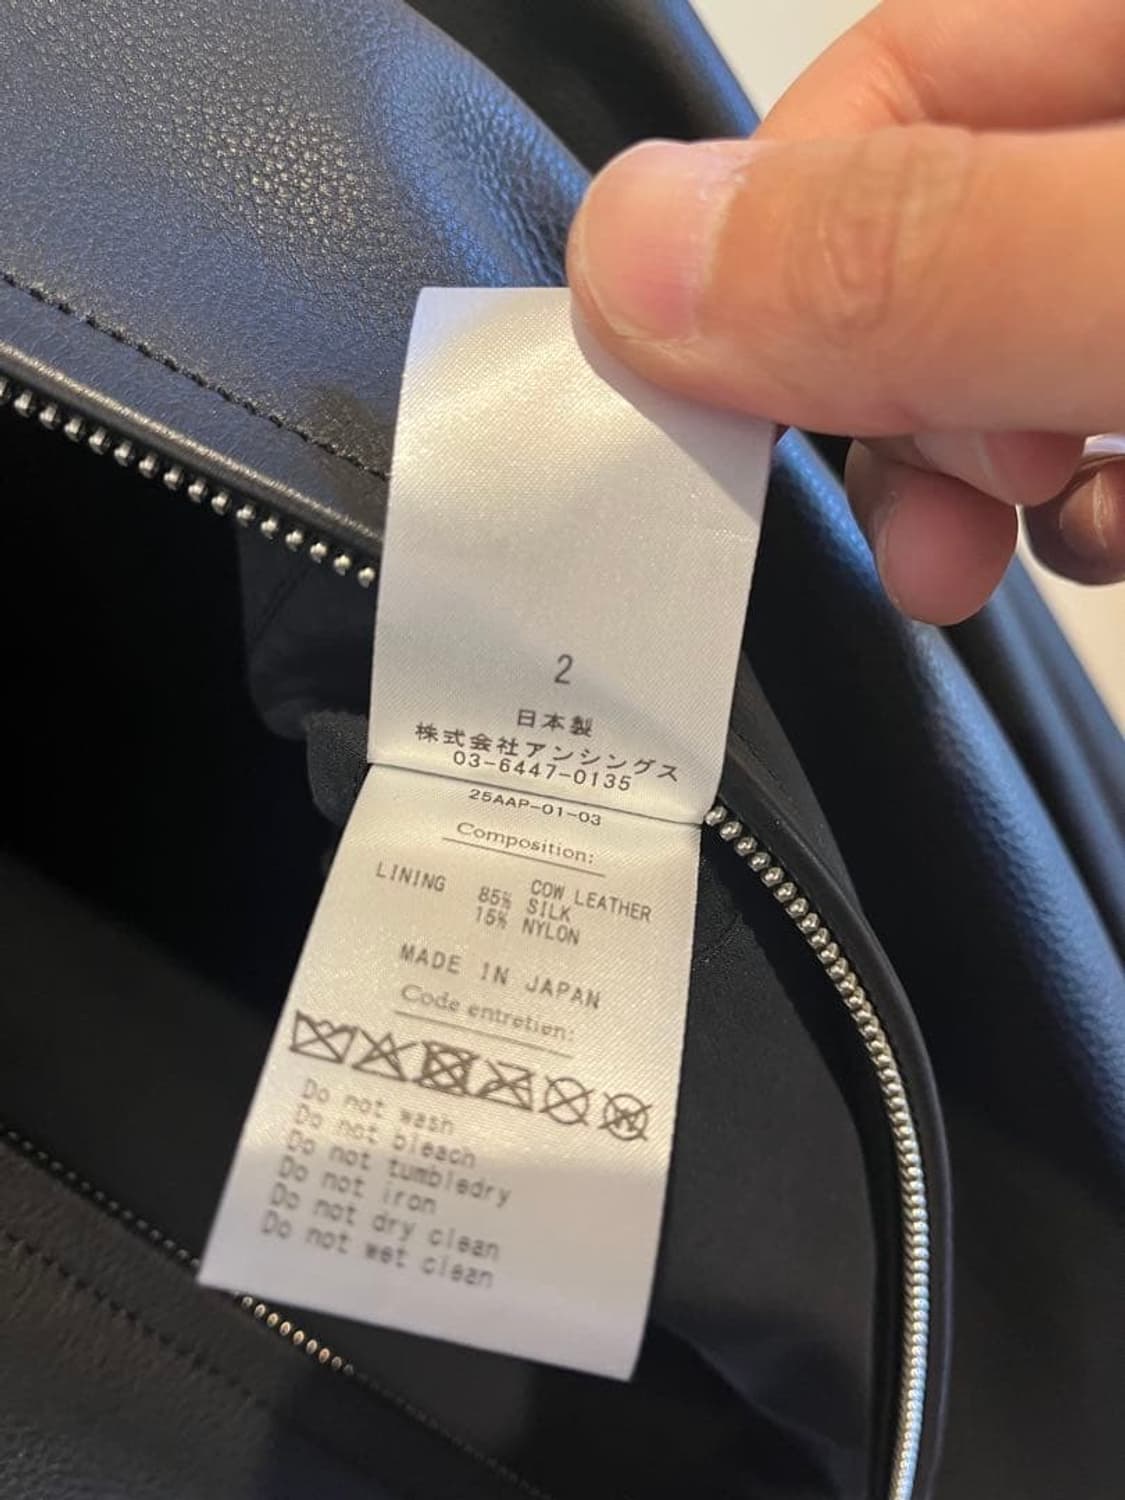 2
日本製
株式会社アンシングス
03-6447-0135
25AAP-01-03
Composition:
COW LEATHER
LINING 85% SILK
15% NYLON
MADE IN JAPAN
Code entretien:
W
Do not wash
Do not bleach
Do not tumbledry
Do not iron
Do not dry clean
Do not wet clean